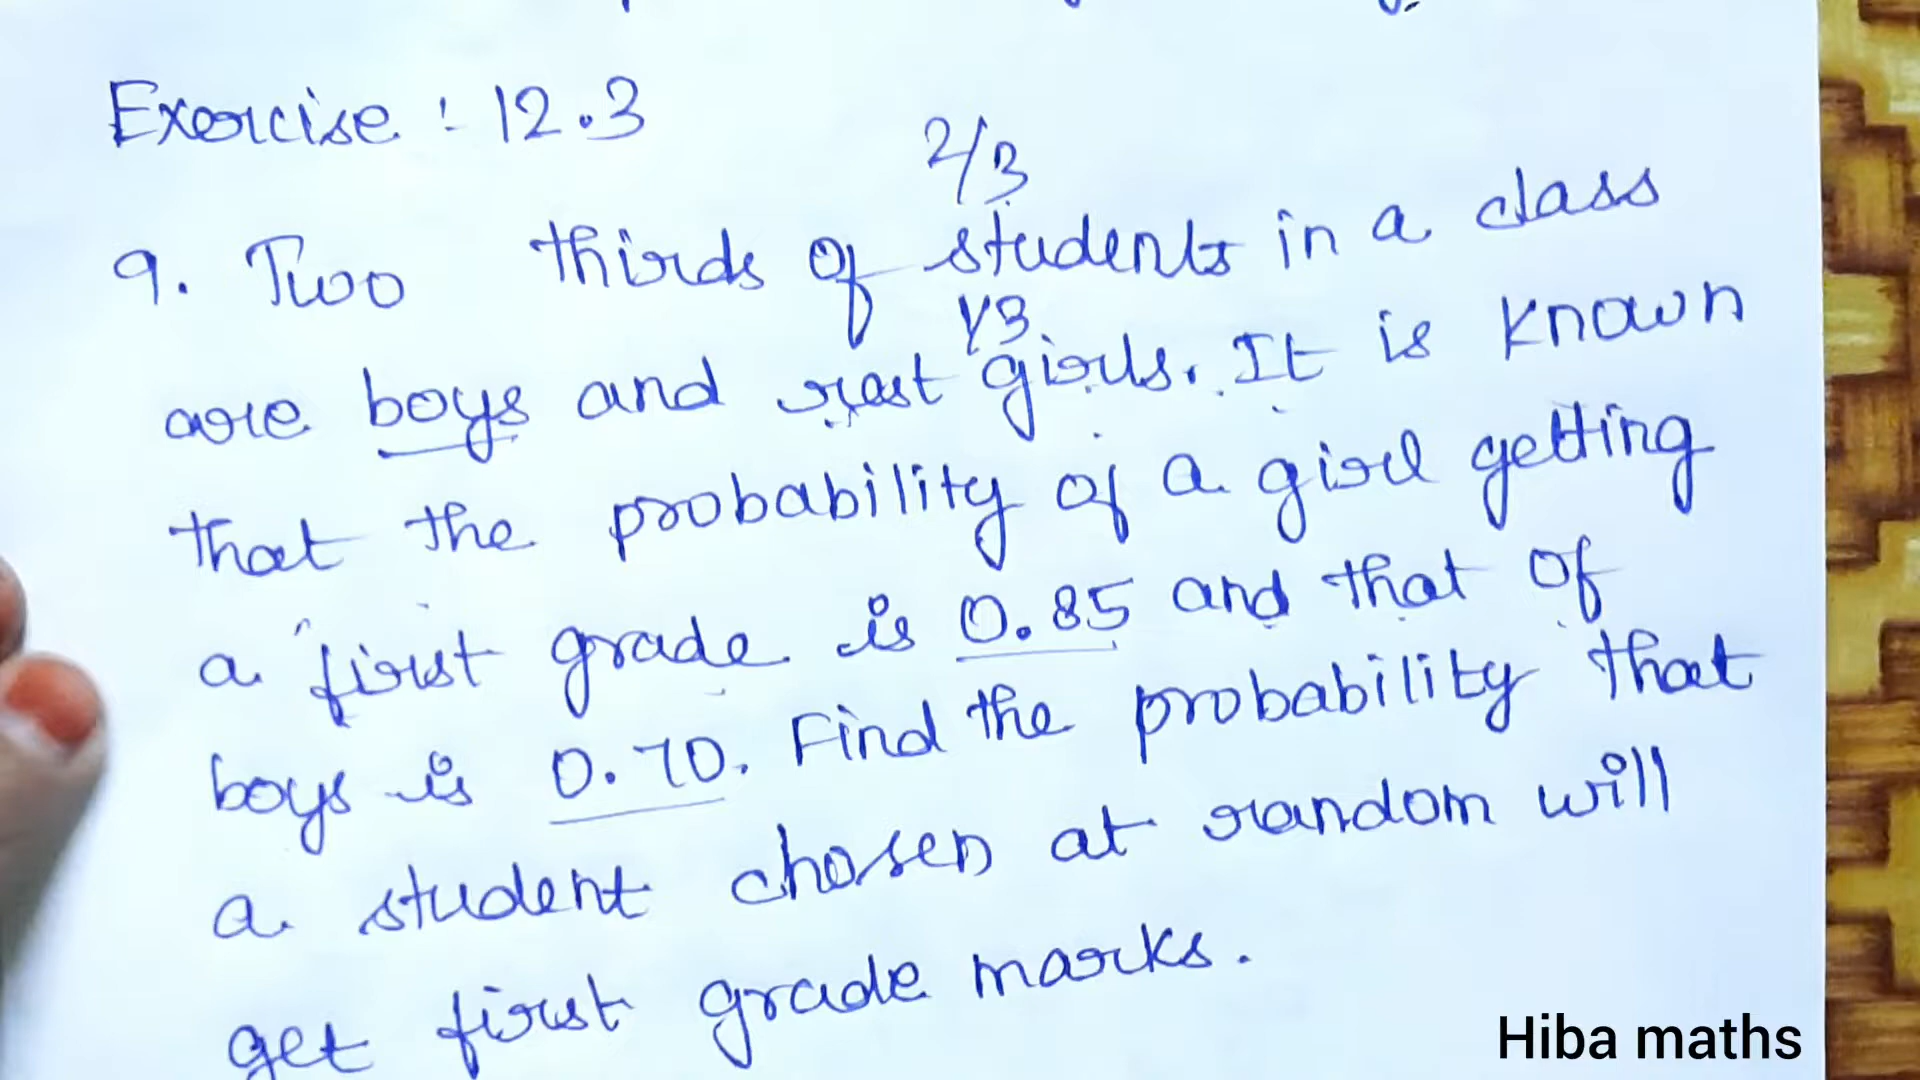 Exercise : 12.3
2/3
9. Two thirds of students in a class
1/3
are boys and rest girls. It is known
that the probability of a girl getting
a first grade is 0.85 and that of
boys is 0.70. Find the probability that
a student chosen at random will
get first grade marks.
Hiba maths